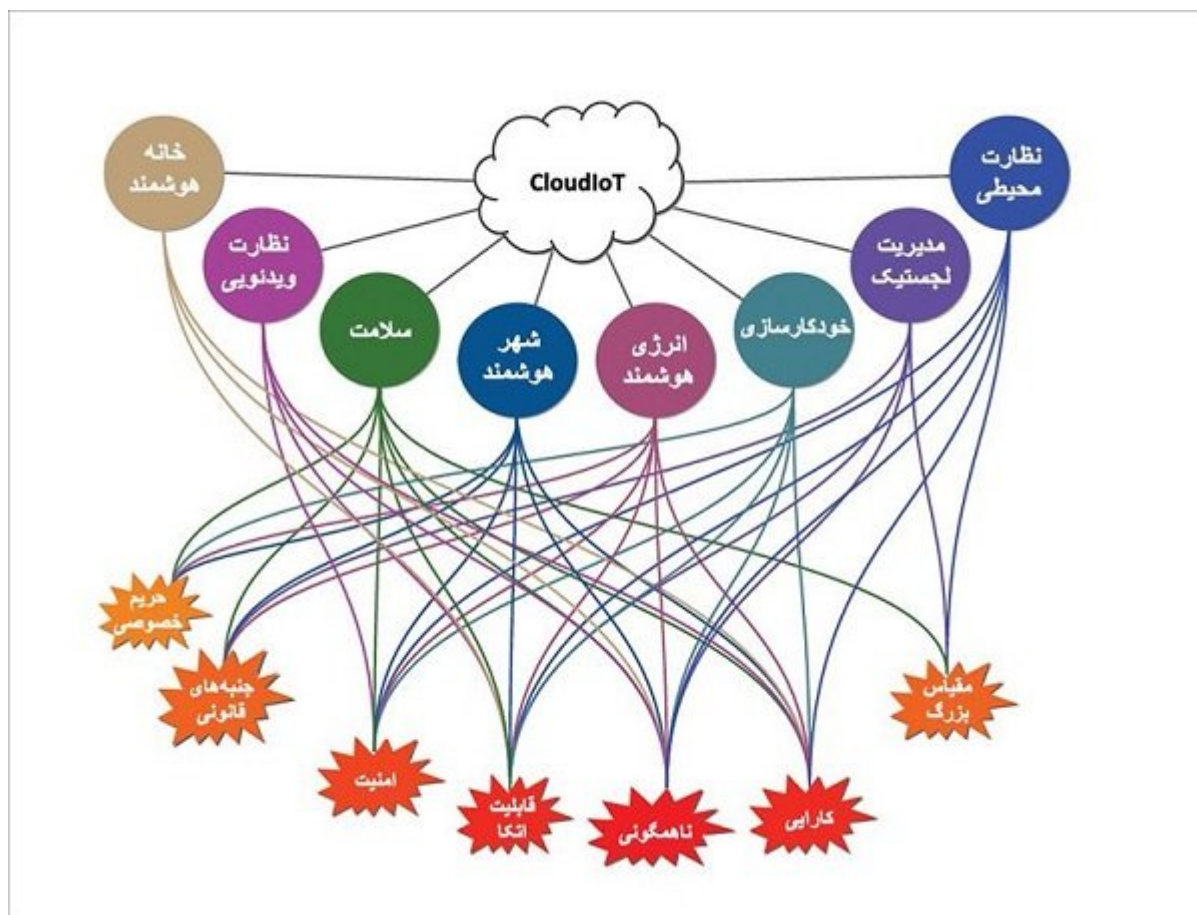 CloudIoT
خانه
هوشمند
نظارت
ویدئویی
سلامت
شهر
هوشمند
انرژی
هوشمند
خودکارسازی
مدیریت
لجستیک
نظارت
محیطی
حریم
خصوصی
جنبه‌های
قانونی
امنیت
قابلیت
اتکا
ناهمگونی
کارایی
مقیاس
بزرگ